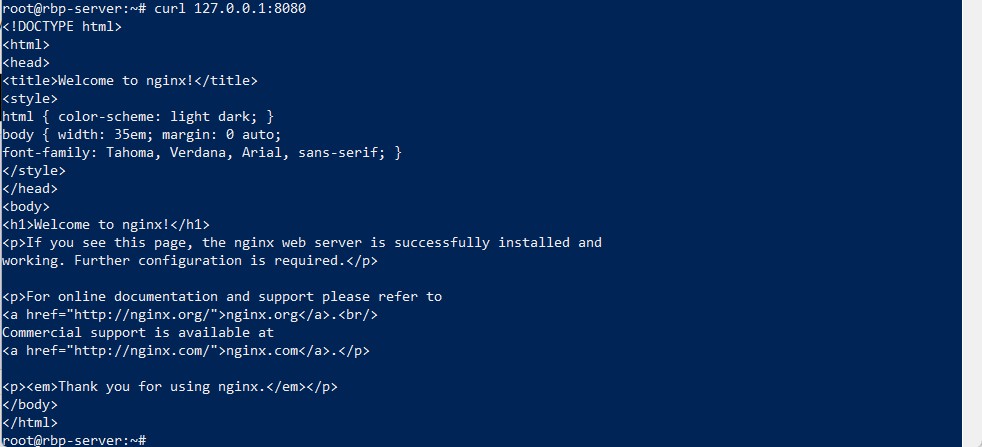 root@rbp-server:~# curl 127.0.0.1:8080
<!DOCTYPE html>
<html>
<head>
<title>Welcome to nginx!</title>
<style>
html { color-scheme: light dark; }
body { width: 35em; margin: 0 auto;
font-family: Tahoma, Verdana, Arial, sans-serif; }
</style>
</head>
<body>
<h1>Welcome to nginx!</h1>
<p>If you see this page, the nginx web server is successfully installed and
working. Further configuration is required.</p>

<p>For online documentation and support please refer to
<a href="http://nginx.org/">nginx.org</a>.<br/>
Commercial support is available at
<a href="http://nginx.com/">nginx.com</a>.</p>

<p><em>Thank you for using nginx.</em></p>
</body>
</html>
root@rbp-server:~#